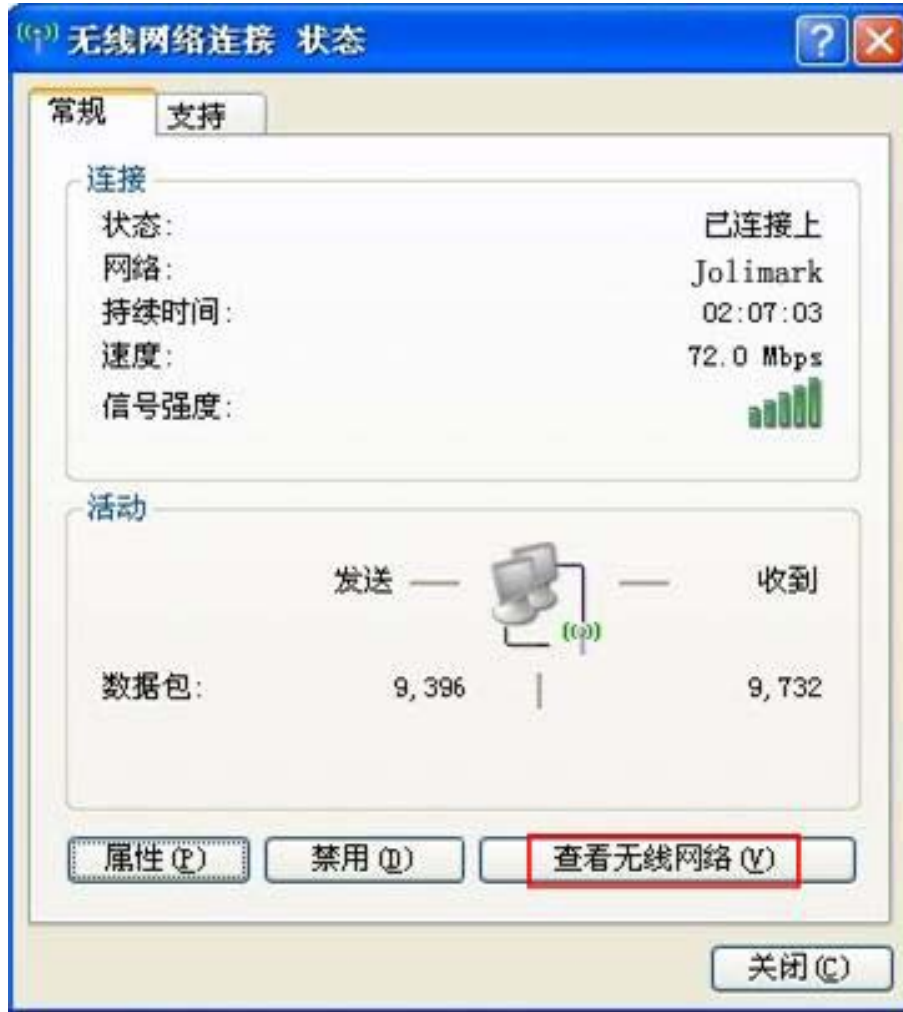 无线网络连接 状态
常规 支持
连接
状态: 已连接上
网络: Jolimark
持续时间: 02:07:03
速度: 72.0 Mbps
信号强度:
活动
发送 — — 收到
数据包: 9,396 | 9,732
属性(P) 禁用(D) 查看无线网络(V)
关闭(C)